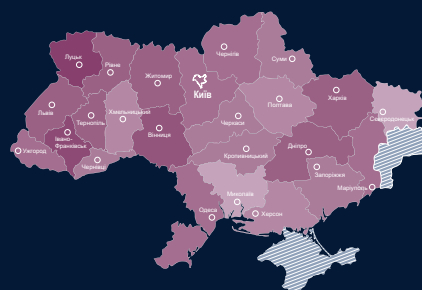 Чернігів
Луцьк
Суми
Рівне
Житомир
Київ
Харків
Львів
Полтава
Хмельницький
Сєвєродонецьк
Тернопіль
Черкаси
Вінниця
Івано-
Франківськ
Дніпро
Ужгород
Кропивницький
Чернівці
Запоріжжя
Маріуполь
Миколаїв
Одеса
Херсон